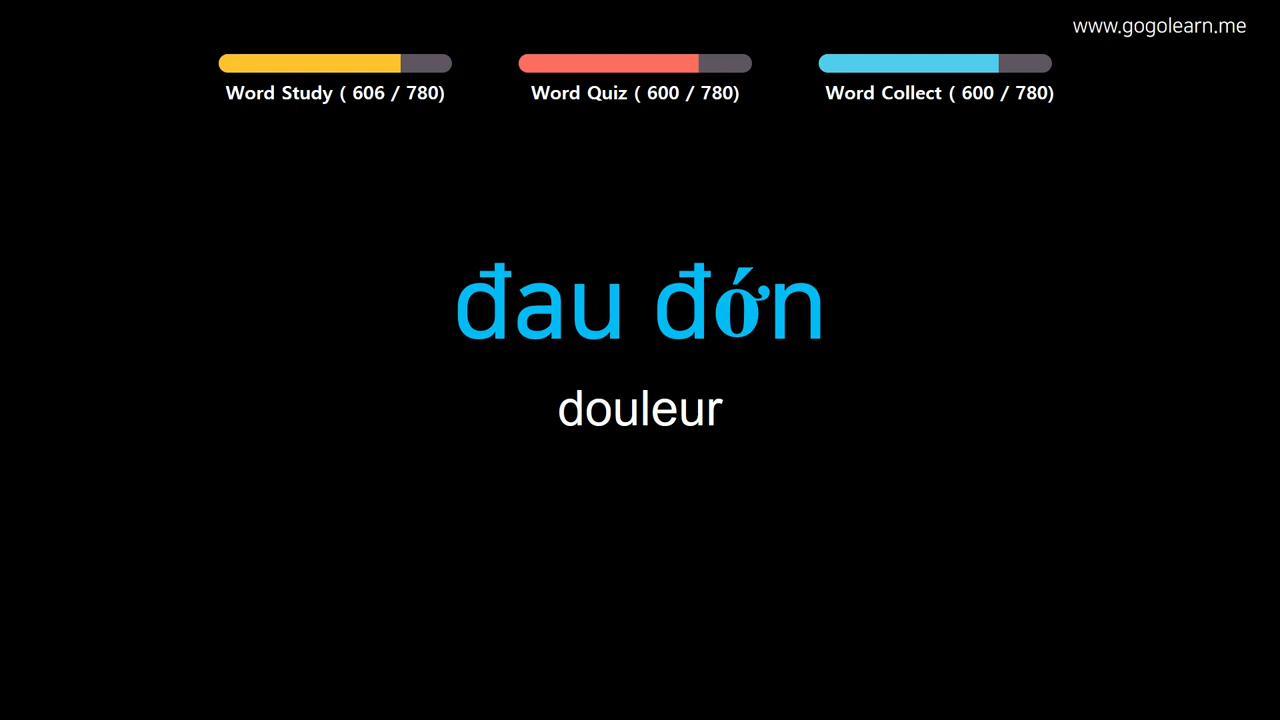 www.gogolearn.me
Word Study ( 606 / 780)
Word Quiz ( 600 / 780)
Word Collect ( 600 / 780)
đau đớn
douleur